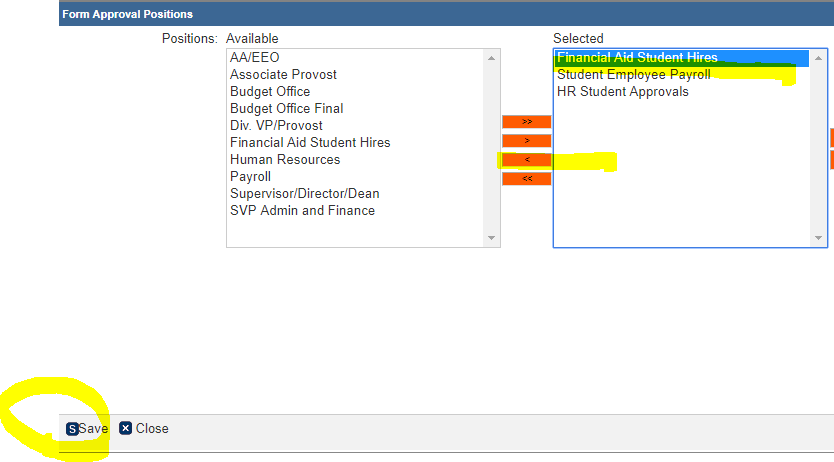 Form Approval Positions
Positions: Available Selected
AA/EEO
Associate Provost
Budget Office
Budget Office Final
Div. VP/Provost
Financial Aid Student Hires
Human Resources
Payroll
Supervisor/Director/Dean
SVP Admin and Finance
>>
>
<
<<
Financial Aid Student Hires
Student Employee Payroll
HR Student Approvals
S Save x Close